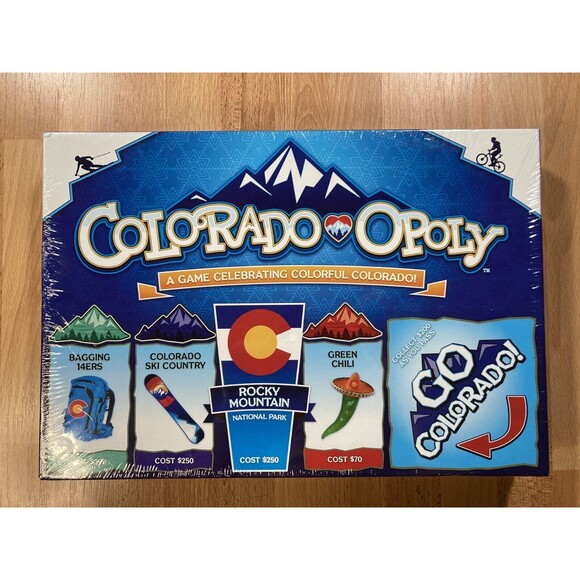 COLORADO OPOLY
™
A GAME CELEBRATING COLORFUL COLORADO!
BAGGING
14ERS
COLORADO
SKI COUNTRY
COST $250
ROCKY
MOUNTAIN
NATIONAL PARK
COST $250
GREEN
CHILI
COST $70
COLLECT $200
AS YOU PASS
GO
COLORADO!